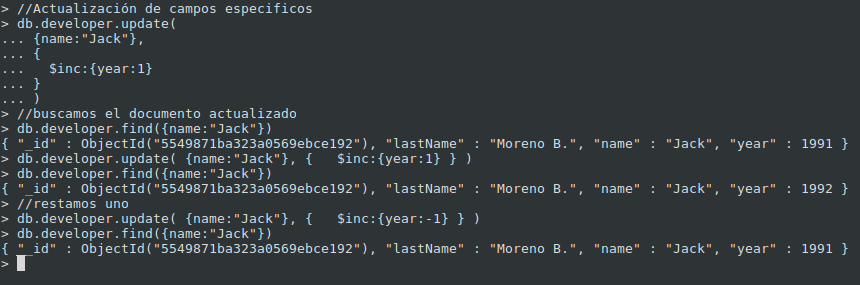 > //Actualización de campos especificos
> db.developer.update(
... {name:"Jack"},
... {
...   $inc:{year:1}
... }
... )
> //buscamos el documento actualizado
> db.developer.find({name:"Jack"})
{ "_id" : ObjectId("5549871ba323a0569ebce192"), "lastName" : "Moreno B.", "name" : "Jack", "year" : 1991 }
> db.developer.update( {name:"Jack"}, {   $inc:{year:1} } )
> db.developer.find({name:"Jack"})
{ "_id" : ObjectId("5549871ba323a0569ebce192"), "lastName" : "Moreno B.", "name" : "Jack", "year" : 1992 }
> //restamos uno
> db.developer.update( {name:"Jack"}, {   $inc:{year:-1} } )
> db.developer.find({name:"Jack"})
{ "_id" : ObjectId("5549871ba323a0569ebce192"), "lastName" : "Moreno B.", "name" : "Jack", "year" : 1991 }
>